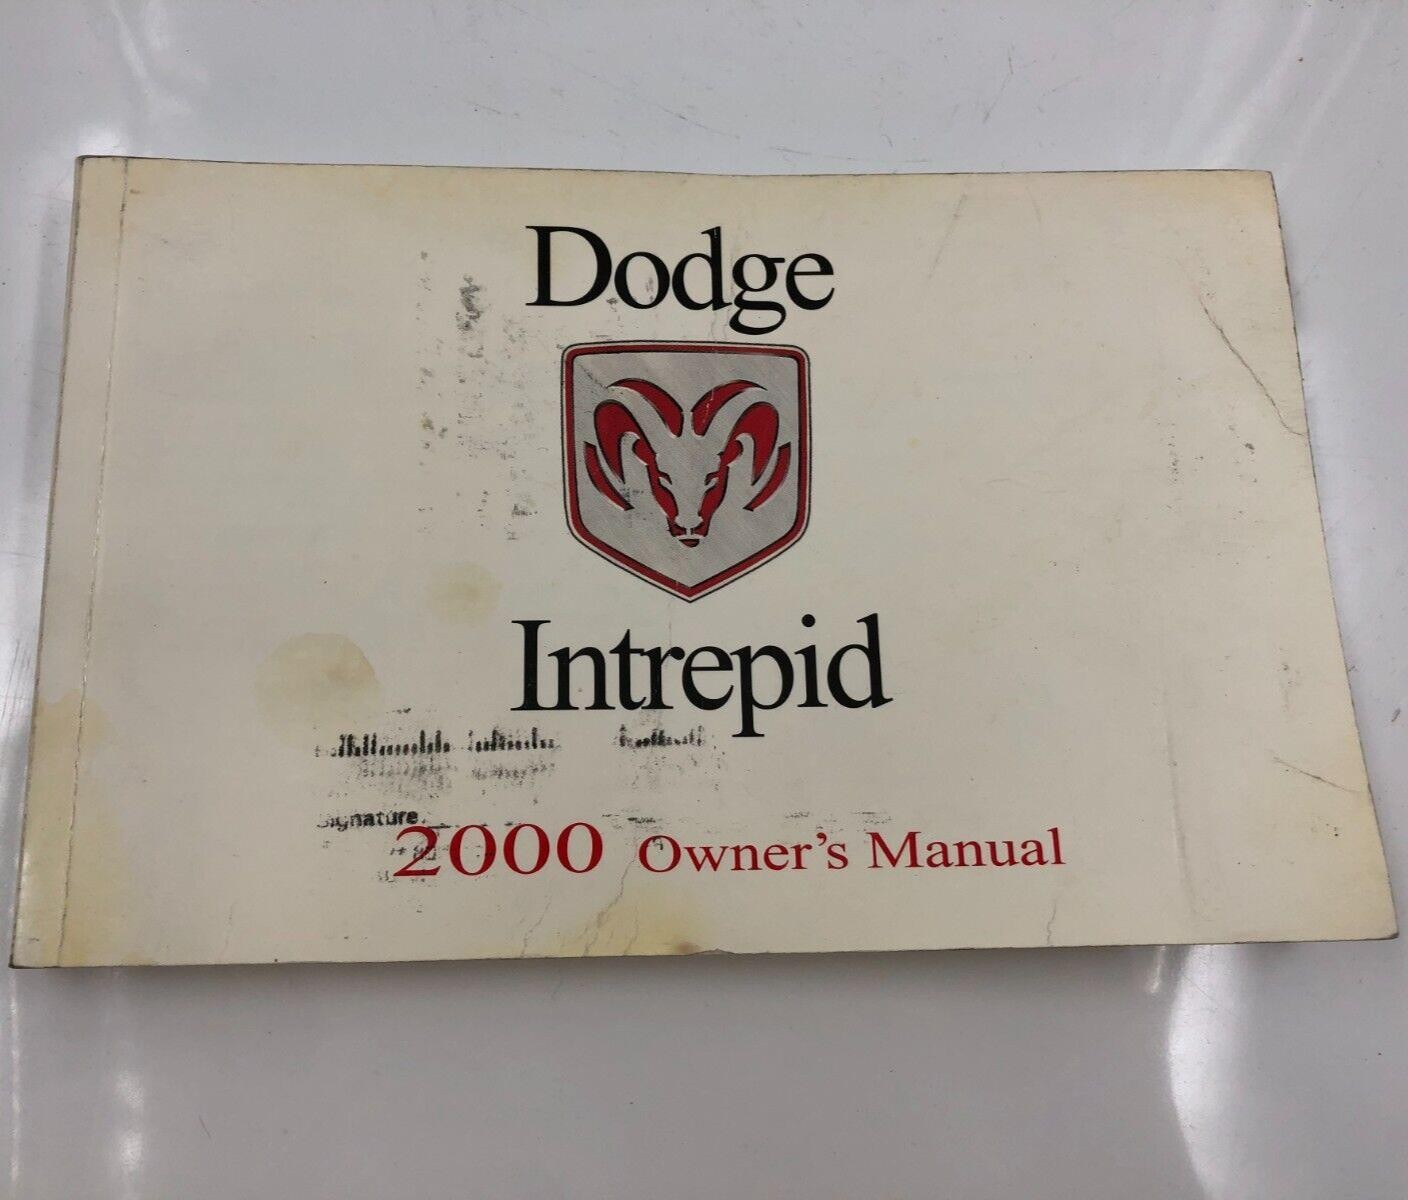 Dodge
Intrepid
Signature
2000 Owner's Manual